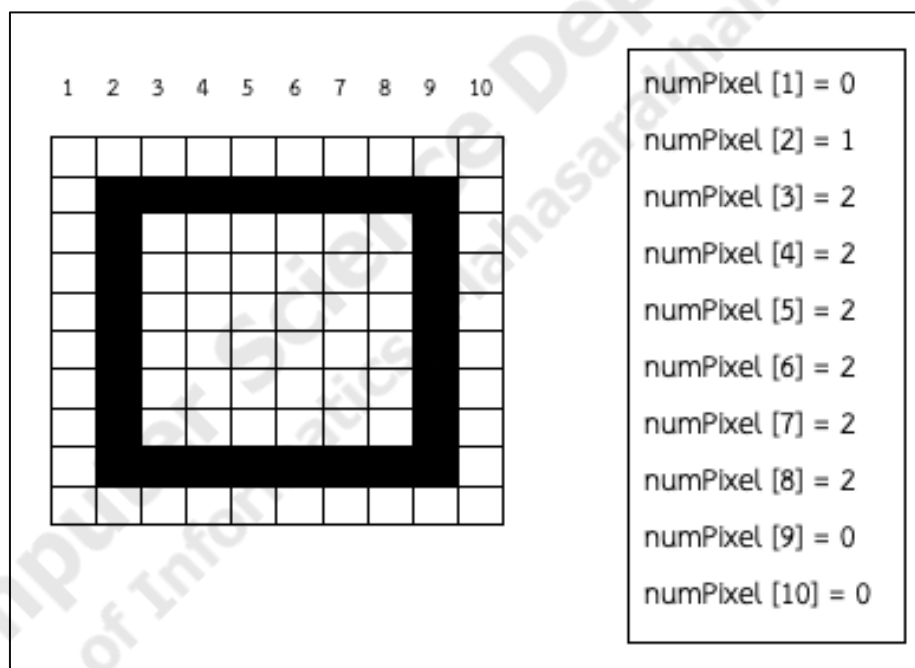 1 2 3 4 5 6 7 8 9 10
numPixel [1] = 0
numPixel [2] = 1
numPixel [3] = 2
numPixel [4] = 2
numPixel [5] = 2
numPixel [6] = 2
numPixel [7] = 2
numPixel [8] = 2
numPixel [9] = 0
numPixel [10] = 0